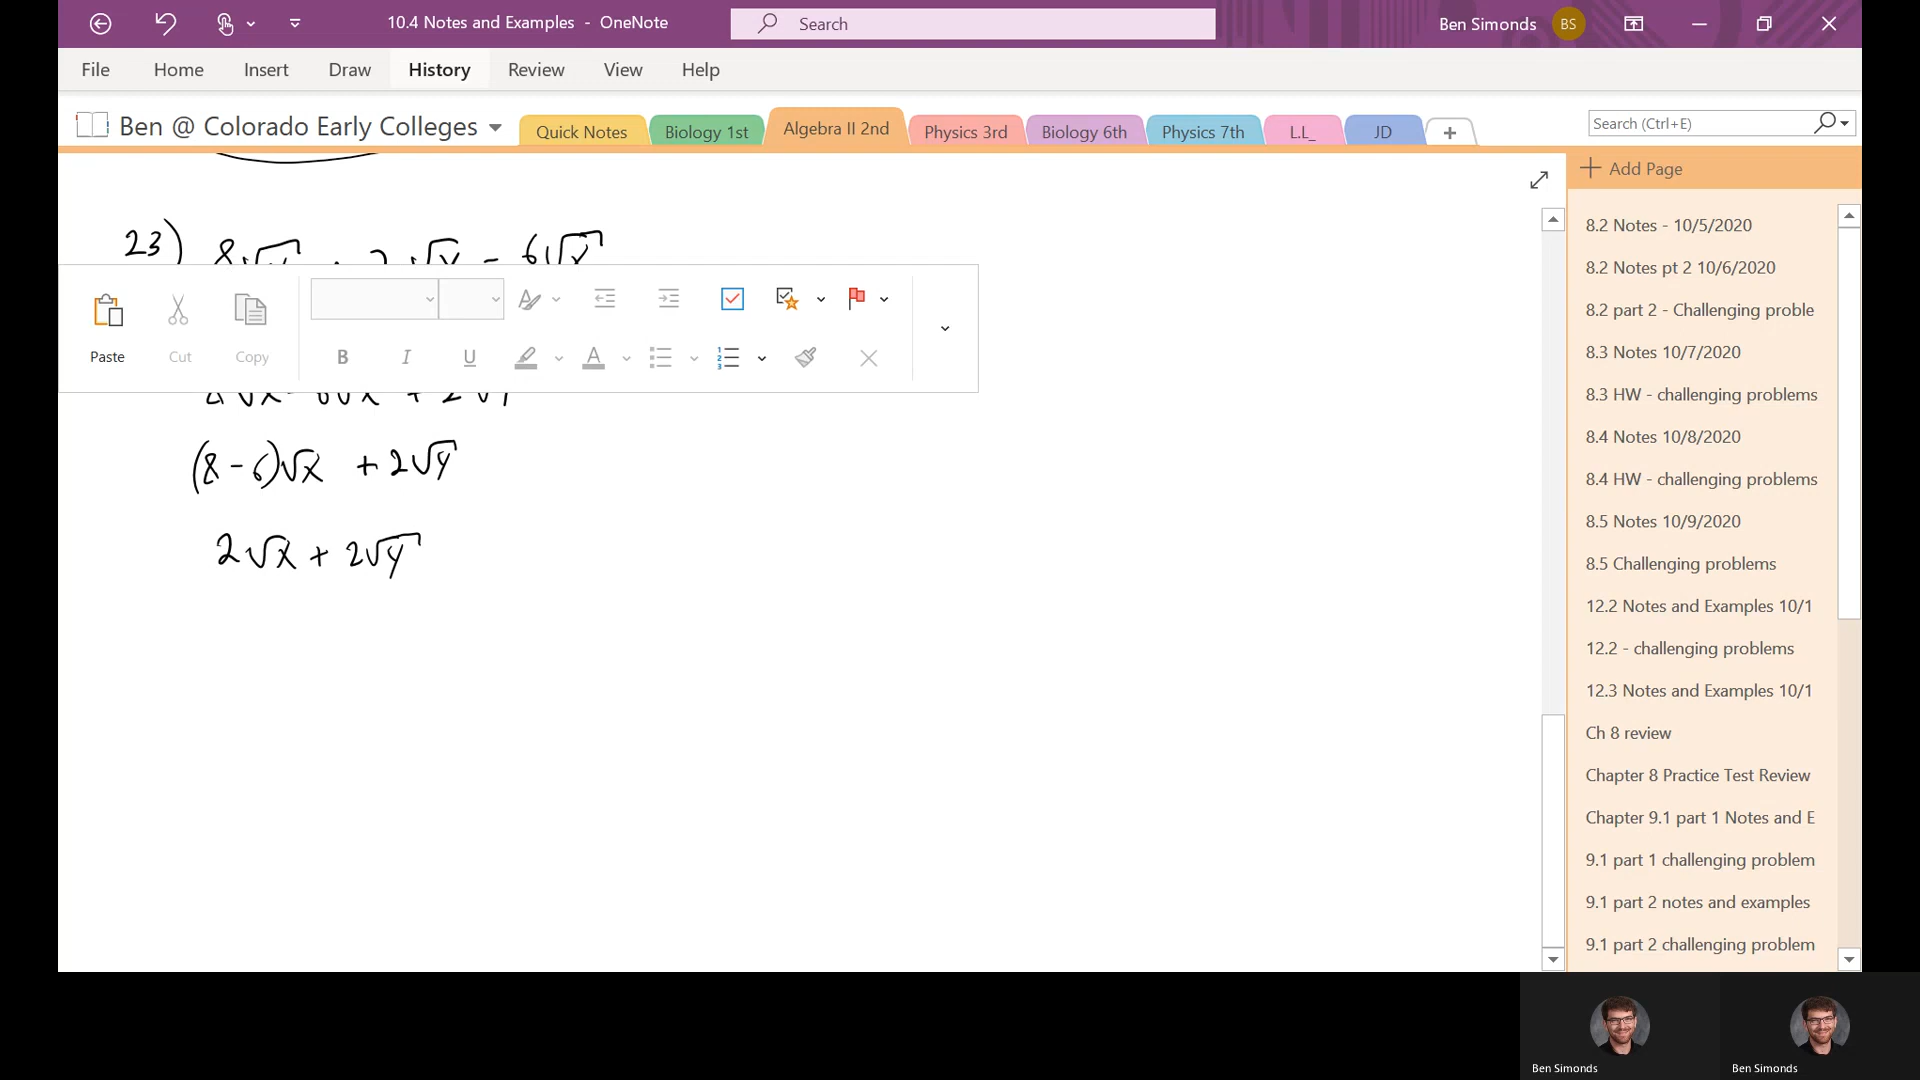 10.4 Notes and Examples - OneNote
Search
Ben Simonds BS
File Home Insert Draw History Review View Help
Ben @ Colorado Early Colleges
Quick Notes Biology 1st Algebra II 2nd Physics 3rd Biology 6th Physics 7th L.L_ JD +
Search (Ctrl+E)
Add Page
23) 8√x + 2√y - 6√x
Paste Cut Copy
B I U A
8√x - 6√x + 2√y
(8-6)√x + 2√y
2√x + 2√y
8.2 Notes - 10/5/2020
8.2 Notes pt 2 10/6/2020
8.2 part 2 - Challenging proble
8.3 Notes 10/7/2020
8.3 HW - challenging problems
8.4 Notes 10/8/2020
8.4 HW - challenging problems
8.5 Notes 10/9/2020
8.5 Challenging problems
12.2 Notes and Examples 10/1
12.2 - challenging problems
12.3 Notes and Examples 10/1
Ch 8 review
Chapter 8 Practice Test Review
Chapter 9.1 part 1 Notes and E
9.1 part 1 challenging problem
9.1 part 2 notes and examples
9.1 part 2 challenging problem
Ben Simonds
Ben Simonds